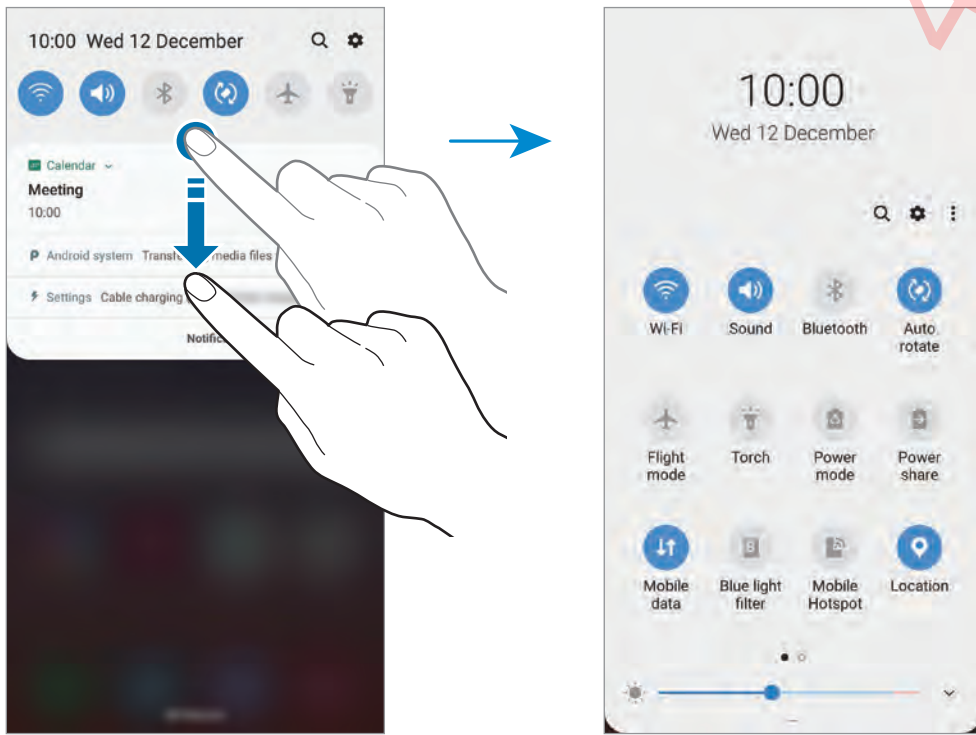 10:00 Wed 12 December
Calendar
Meeting
10:00
Android system
media files
Settings Cable charging
10:00
Wed 12 December
Wi-Fi Sound Bluetooth Auto
rotate
Flight Torch Power Power
mode mode share
Mobile Blue light Mobile Location
data filter Hotspot